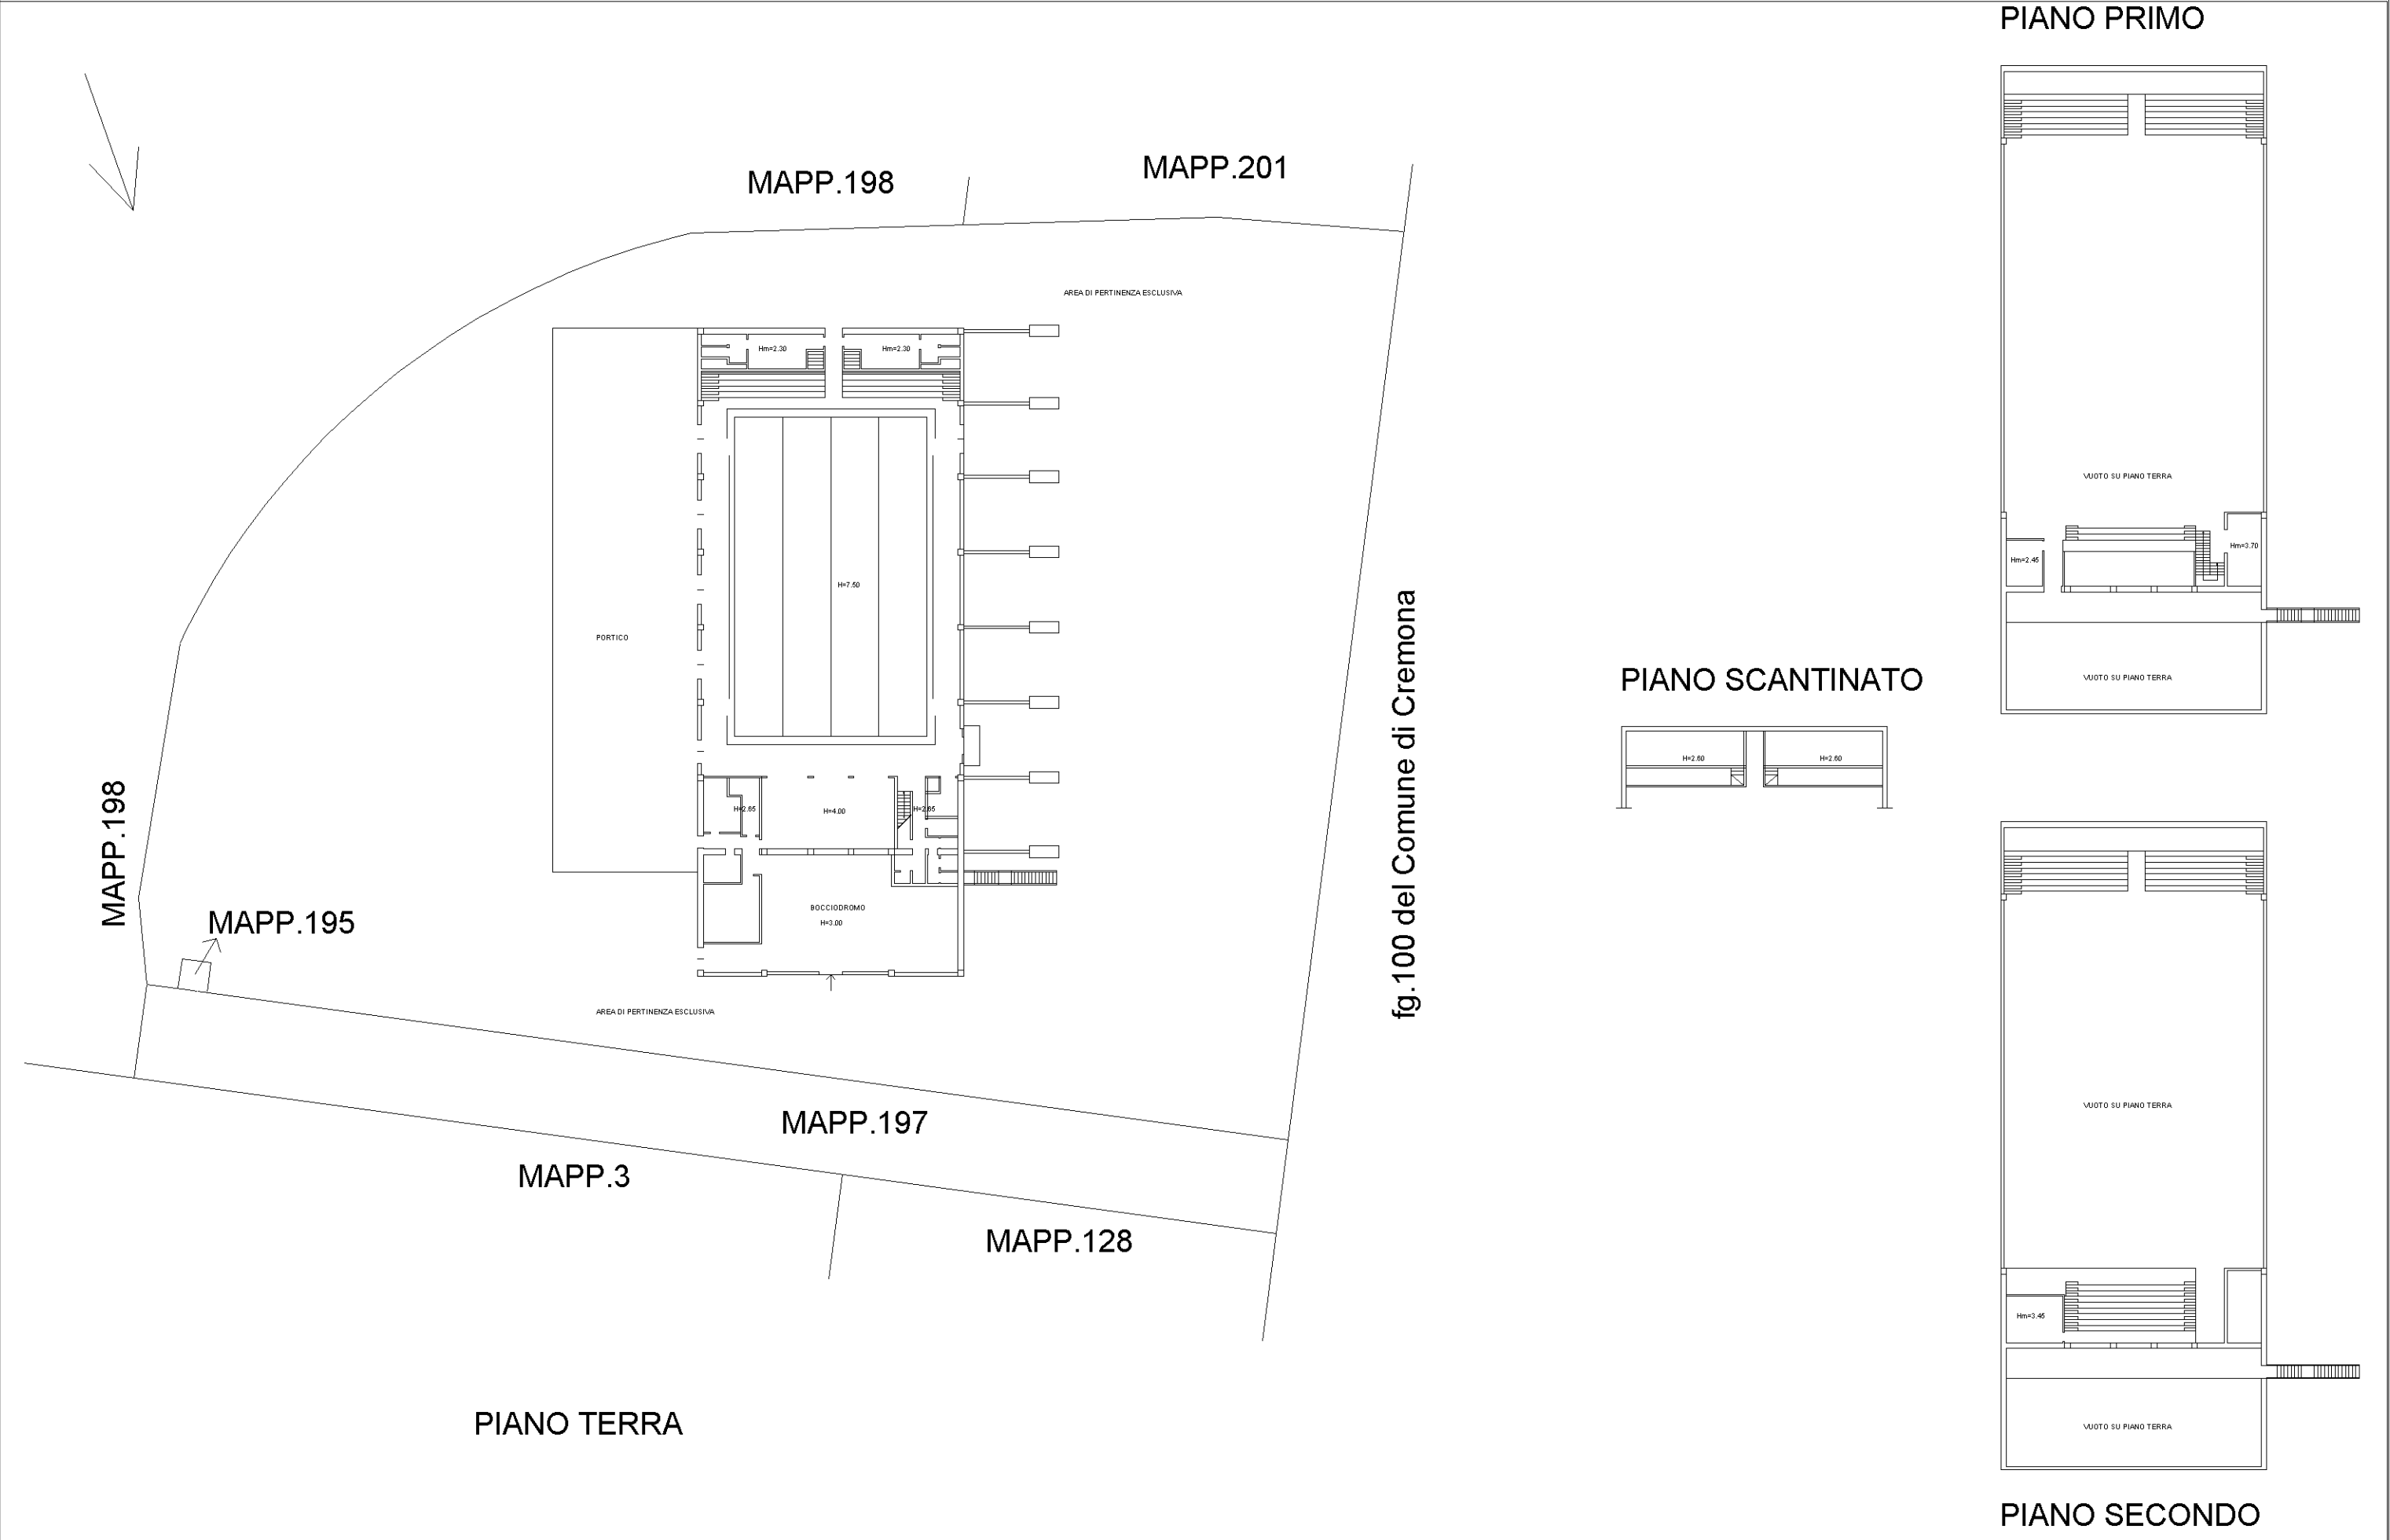 PIANO PRIMO
MAPP.198
MAPP.201
AREA DI PERTINENZA ESCLUSIVA
Hm=2.30
Hm=2.30
H=7.50
PORTICO
H=2.65
H=4.00
H=2.65
BOCCIODROMO
H=3.00
MAPP.198
MAPP.195
AREA DI PERTINENZA ESCLUSIVA
fg.100 del Comune di Cremona
MAPP.197
MAPP.3
MAPP.128
PIANO TERRA
PIANO SCANTINATO
H=2.60
H=2.60
VUOTO SU PIANO TERRA
Hm=2.45
Hm=3.70
VUOTO SU PIANO TERRA
VUOTO SU PIANO TERRA
Hm=3.45
VUOTO SU PIANO TERRA
PIANO SECONDO